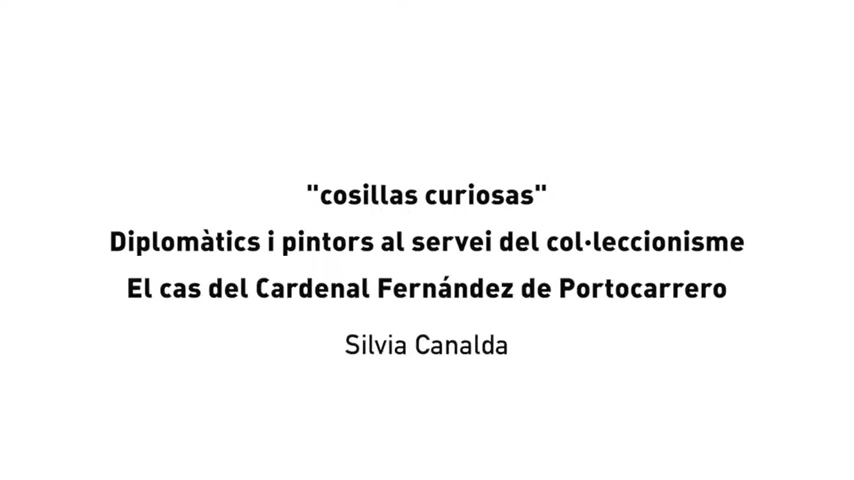 "cosillas curiosas"
Diplomàtics i pintors al servei del col·leccionisme
El cas del Cardenal Fernández de Portocarrero
Silvia Canalda